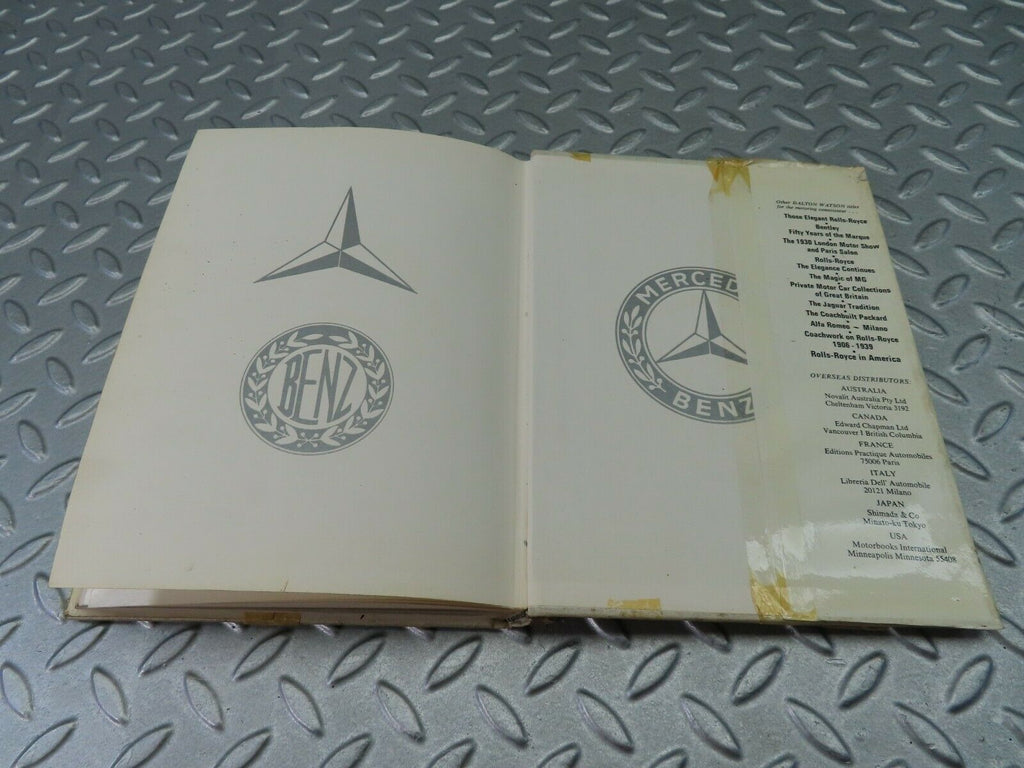 BENZ
MERCED
BENZ
Other DALTON WATSON titles
for the motoring connoisseur . . .
Those Elegant Rolls-Royce
Bentley
Fifty Years of the Marque
The 1930 London Motor Show
and Paris Salon
Rolls-Royce
The Elegance Continues
The Magic of MG
Private Motor Car Collections
of Great Britain
The Jaguar Tradition
The Coachbuilt Packard
Alfa Romeo ~ Milano
Coachwork on Rolls-Royce
1906 - 1939
Rolls-Royce in America
OVERSEAS DISTRIBUTORS:
AUSTRALIA
Novalit Australia Pty Ltd
Cheltenham Victoria 3192
CANADA
Edward Chapman Ltd
Vancouver 1 British Columbia
FRANCE
Editions Practique Automobiles
75006 Paris
ITALY
Libreria Dell' Automobile
20121 Milano
JAPAN
Shimada & Co
Minato-ku Tokyo
USA
Motorbooks International
Minneapolis Minnesota 55408